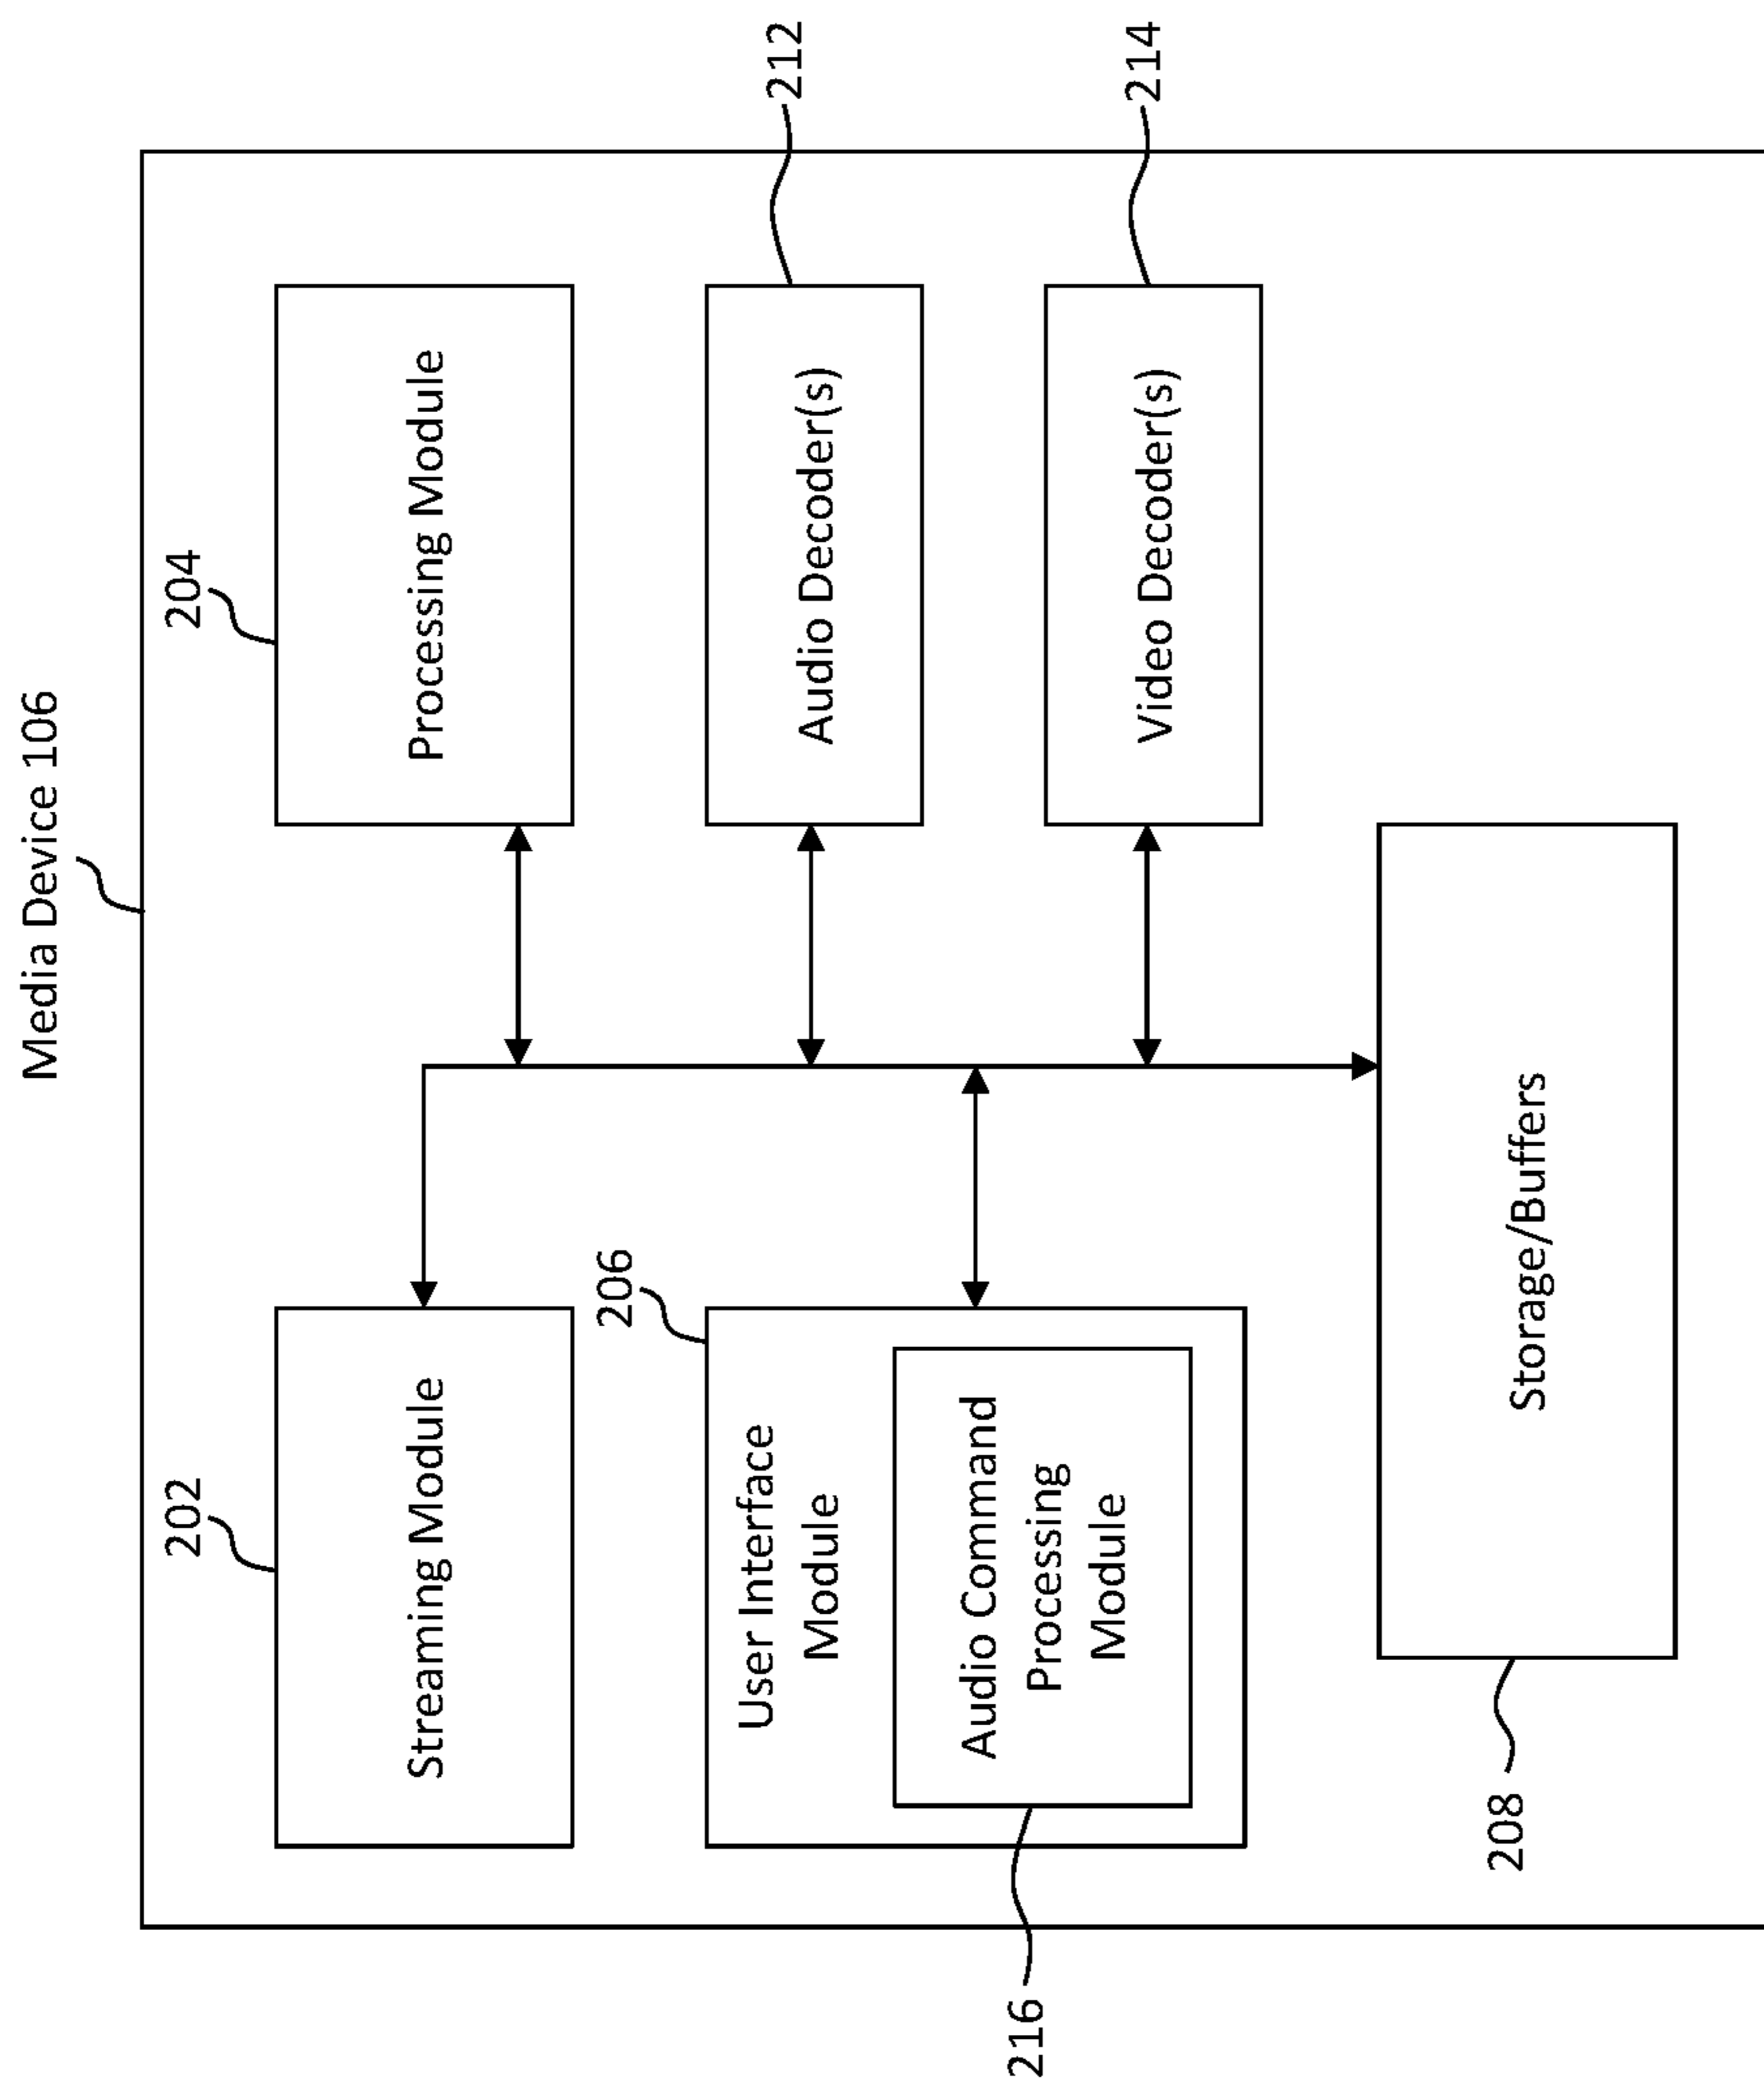 Media Device 106
202
Streaming Module
204
Processing Module
206
User Interface
Module
Audio Command
Processing
Module
216
Audio Decoder(s)
212
Video Decoder(s)
214
Storage/Buffers
208